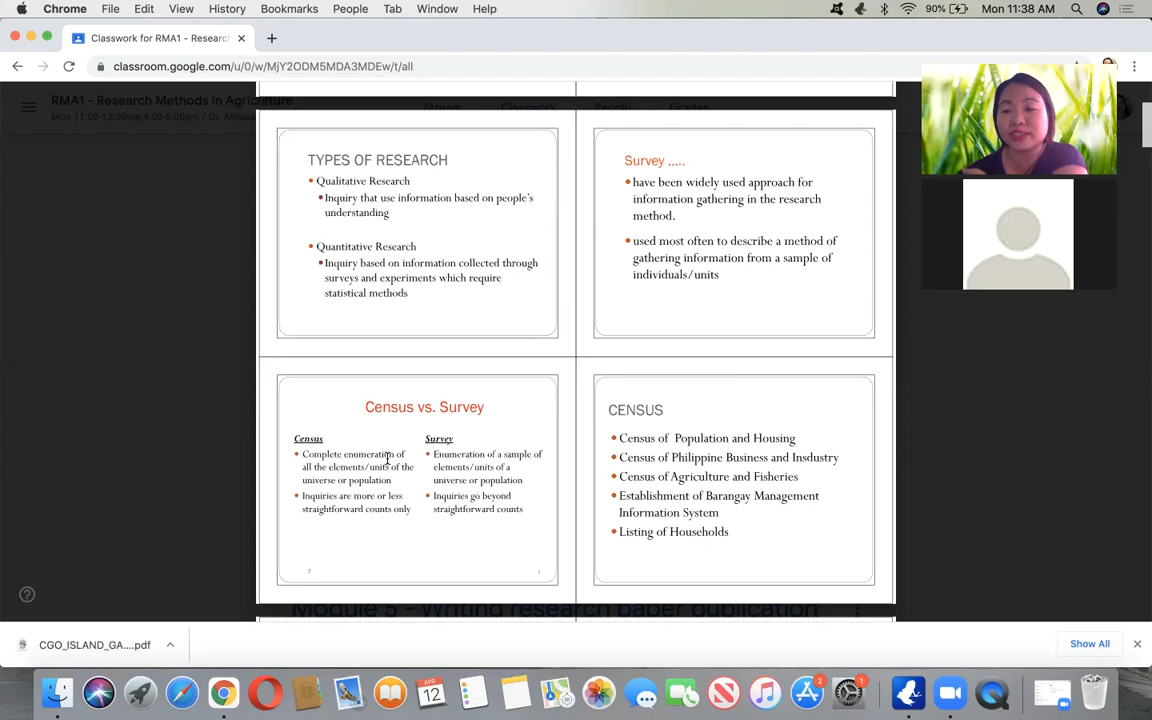 Chrome File Edit View History Bookmarks People Tab Window Help 90% Mon 11:38 AM
Classwork for RMA1 - Research
classroom.google.com/u/0/w/MjY2ODM5MDA3MDEw/t/all
RMA1 - Research Methods in Agriculture
Mon 11:00-12:00pm;4:00-6:00pm / Dr.
Stream Classwork People Grades
TYPES OF RESEARCH
Qualitative Research
Inquiry that use information based on people's
understanding
Quantitative Research
Inquiry based on information collected through
surveys and experiments which require
statistical methods
Survey .....
have been widely used approach for
information gathering in the research
method.
used most often to describe a method of
gathering information from a sample of
individuals/units
Census vs. Survey
Census
Complete enumeration of
all the elements/units of the
universe or population
Inquiries are more or less
straightforward counts only
Survey
Enumeration of a sample of
elements/units of a
universe or population
Inquiries go beyond
straightforward counts
7
CENSUS
Census of Population and Housing
Census of Philippine Business and Insdustry
Census of Agriculture and Fisheries
Establishment of Barangay Management
Information System
Listing of Households
Module 5 - Writing research paper publication
CGO_ISLAND_GA....pdf
Show All
APR
12
2
1